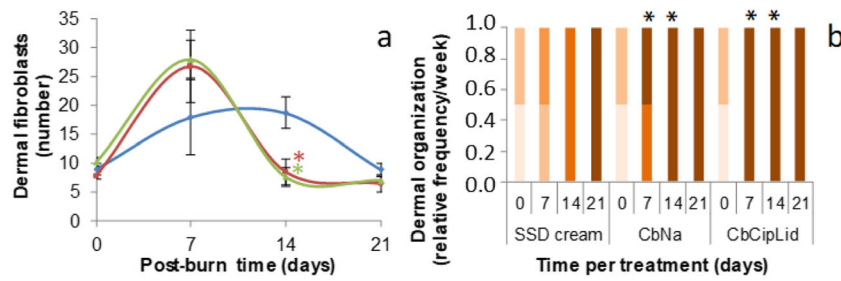 a
35
30
25
20
15
10
5
0
Dermal fibroblasts
(number)
*
*
0 7 14 21
Post-burn time (days)
b
* * * *
1.0
0.8
0.6
0.4
0.2
0.0
Dermal organization
(relative frequency/week)
0 7 14 21 0 7 14 21 0 7 14 21
SSD cream CbNa CbCipLid
Time per treatment (days)